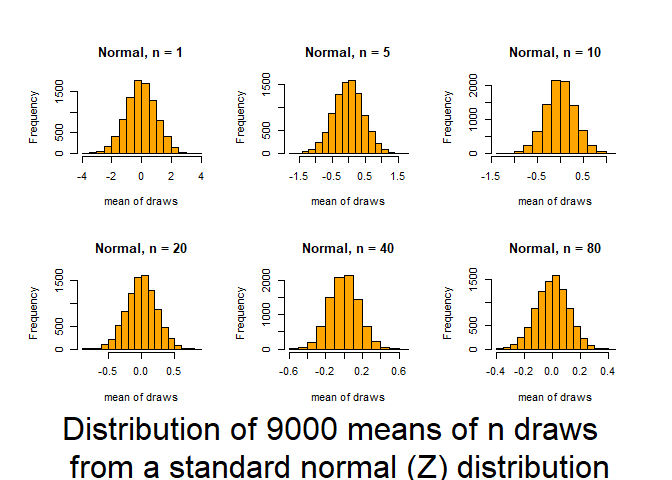 Normal, n = 1
Frequency
0 500 1500
-4 -2 0 2 4
mean of draws
Normal, n = 5
Frequency
0 500 1500
-1.5 -0.5 0.5 1.5
mean of draws
Normal, n = 10
Frequency
0 1000 2000
-1.5 -0.5 0.5
mean of draws
Normal, n = 20
Frequency
0 500 1500
-0.5 0.0 0.5
mean of draws
Normal, n = 40
Frequency
0 1000 2000
-0.6 -0.2 0.2 0.6
mean of draws
Normal, n = 80
Frequency
0 500 1500
-0.4 -0.2 0.0 0.2 0.4
mean of draws
Distribution of 9000 means of n draws
from a standard normal (Z) distribution